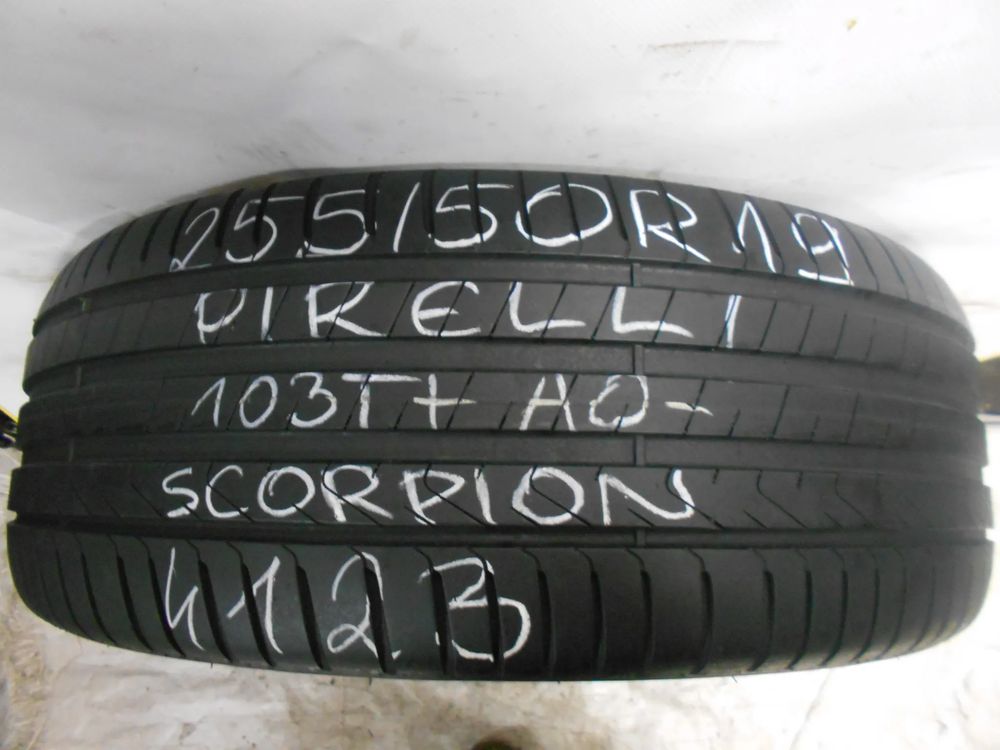 255/50R19
PIRELLI
103T+ AO-
SCORPION
4123